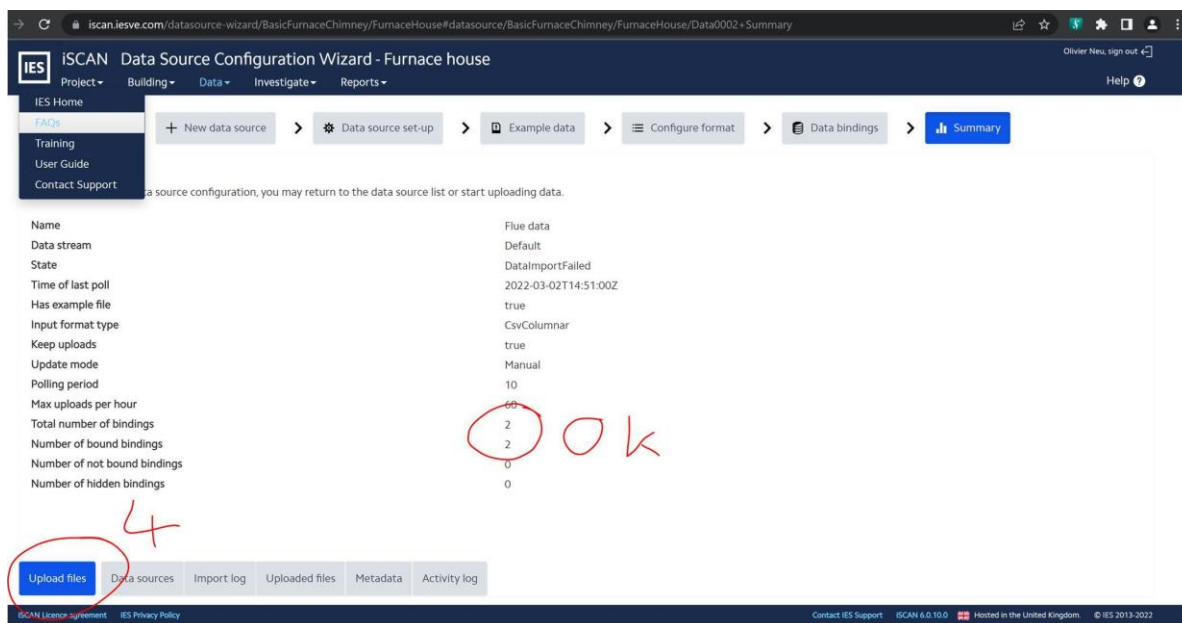 iscan.iesve.com/datasource-wizard/BasicFurnaceChimney/FurnaceHouse#datasource/BasicFurnaceChimney/FurnaceHouse/Data0002+Summary
IES
iSCAN Data Source Configuration Wizard - Furnace house
Olivier Neu, sign out
Project Building Data Investigate Reports
Help ?
IES Home
FAQs
Training
User Guide
Contact Support
+ New data source > Data source set-up > Example data > Configure format > Data bindings > Summary
source configuration, you may return to the data source list or start uploading data.
Name Flue data
Data stream Default
State DataImportFailed
Time of last poll 2022-03-02T14:51:00Z
Has example file true
Input format type CsvColumnar
Keep uploads true
Update mode Manual
Polling period 10
Max uploads per hour 60
Total number of bindings 2
Number of bound bindings 2
Ok
Number of not bound bindings 0
Number of hidden bindings 0
4
Upload files Data sources Import log Uploaded files Metadata Activity log
iSCAN Licence agreement IES Privacy Policy Contact IES Support iSCAN 6.0.10.0 Hosted in the United Kingdom. © IES 2013-2022